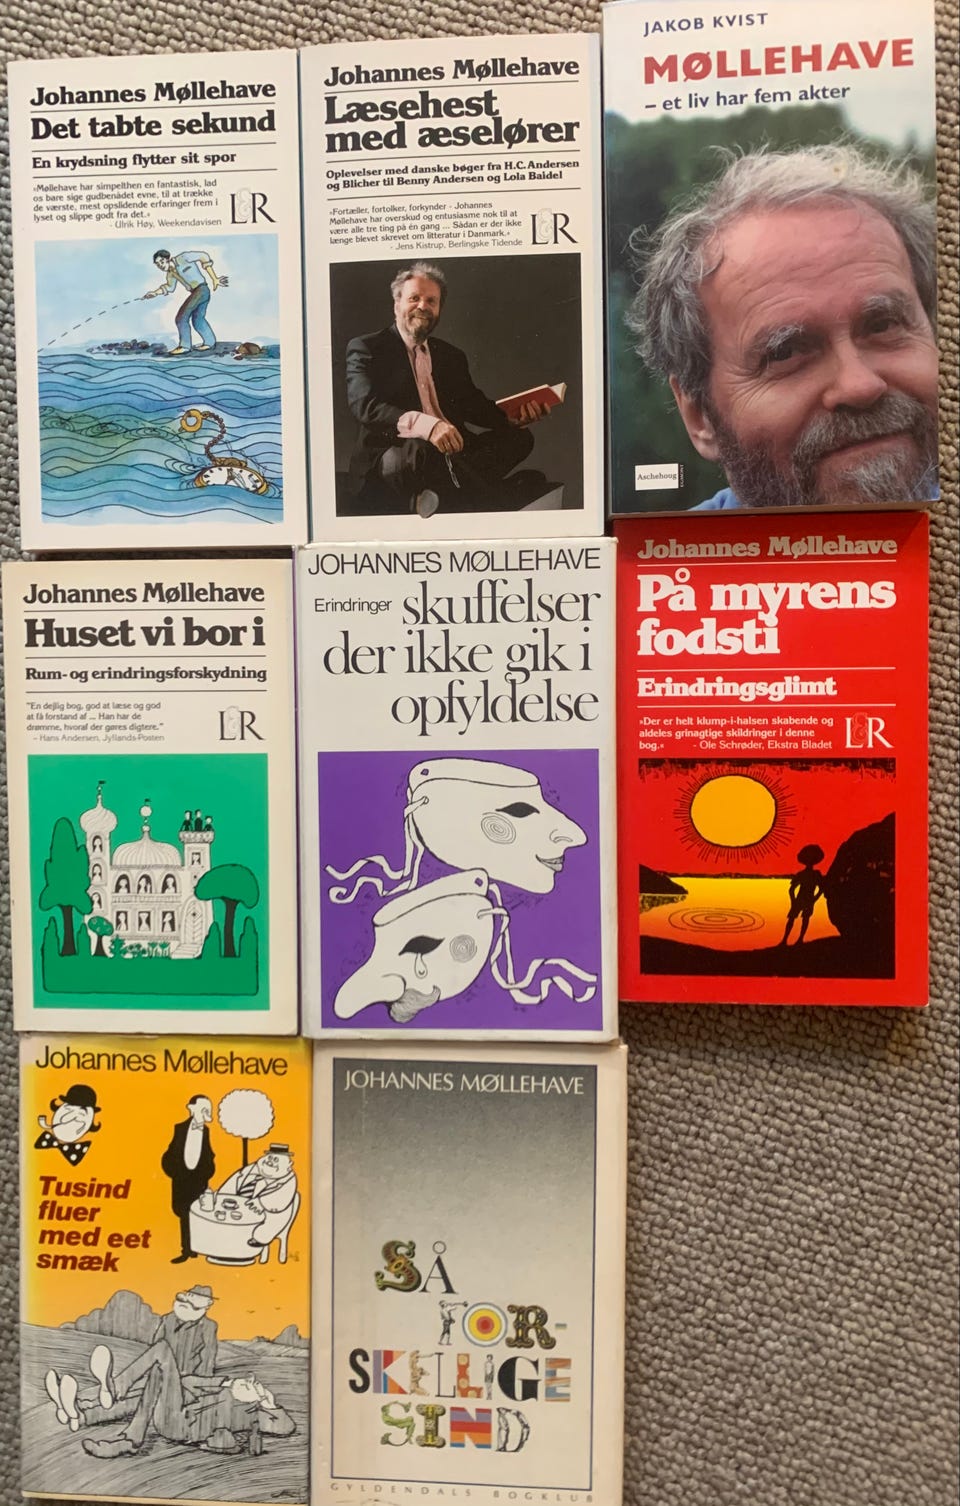 Johannes Møllehave
Det tabte sekund
En krydsning flytter sit spor
»Møllehave har simpelthen en fantastisk, lad
os bare sige gudbenådet evne, til at trække
de værste, mest opslidende erfaringer frem i
lyset og slippe godt fra det.«
- Ulrik Høy, Weekendavisen
L&R
Johannes Møllehave
Læsehest
med æselører
Oplevelser med danske bøger fra H.C. Andersen
og Blicher til Benny Andersen og Lola Baidel
»Fortæller, fortolker, forkynder - Johannes
Møllehave har overskud og entusiasme nok til at
være alle tre ting på én gang ... Sådan er der ikke
længe blevet skrevet om litteratur i Danmark.«
- Jens Kistrup, Berlingske Tidende
L&R
JAKOB KVIST
MØLLEHAVE
– et liv har fem akter
Aschehoug
Johannes Møllehave
Huset vi bor i
Rum- og erindringsforskydning
"En dejlig bog, god at læse og god
at få forstand af ... Han har de
drømme, hvoraf der gøres digtere."
– Hans Andersen, Jyllands-Posten
L&R
JOHANNES MØLLEHAVE
Erindringer skuffelser
der ikke gik i
opfyldelse
Johannes Møllehave
På myrens
fodsti
Erindringsglimt
»Der er helt klump-i-halsen skabende og
aldeles grinagtige skildringer i denne
bog.« - Ole Schrøder, Ekstra Bladet
L&R
Johannes Møllehave
Tusind
fluer
med eet
smæk
JOHANNES MØLLEHAVE
SÅ
FOR-
SKELLIGE
SIND
GYLDENDALS BOGKLUB